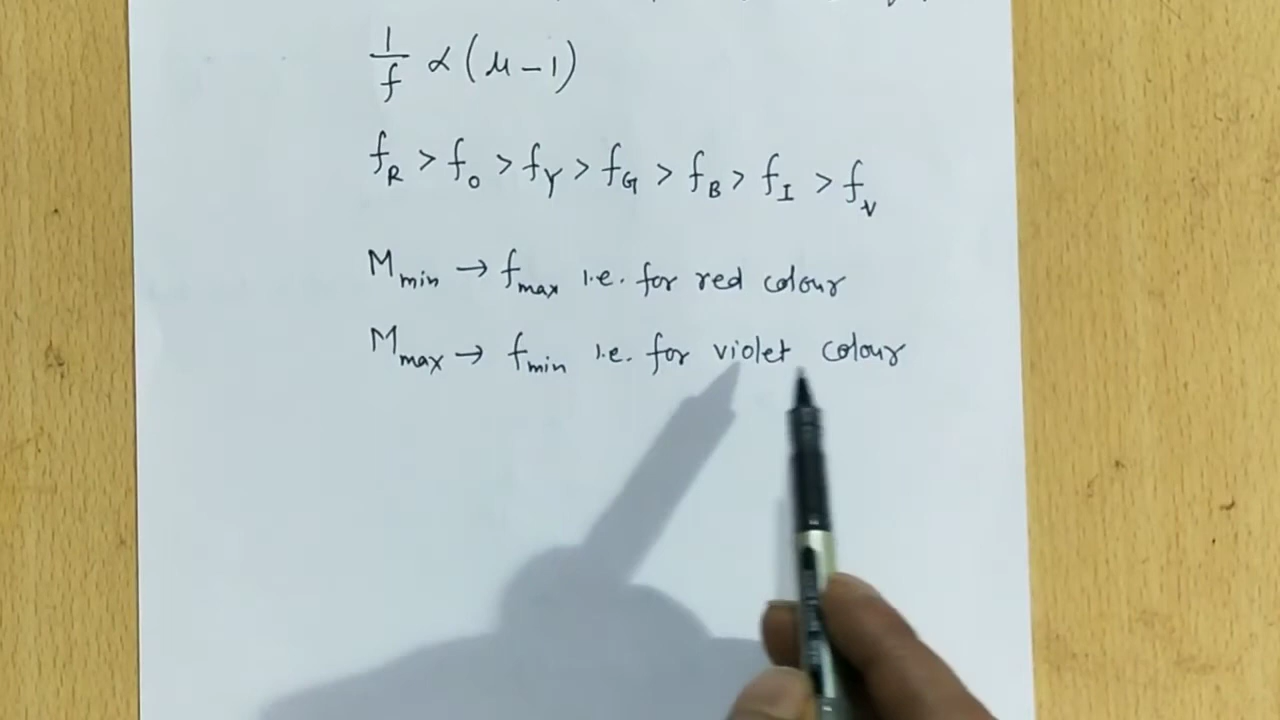 1/f ∝ (μ-1)
f_R > f_O > f_Y > f_G > f_B > f_I > f_V
M_min → f_max i.e. for red colour
M_max → f_min i.e. for violet colour